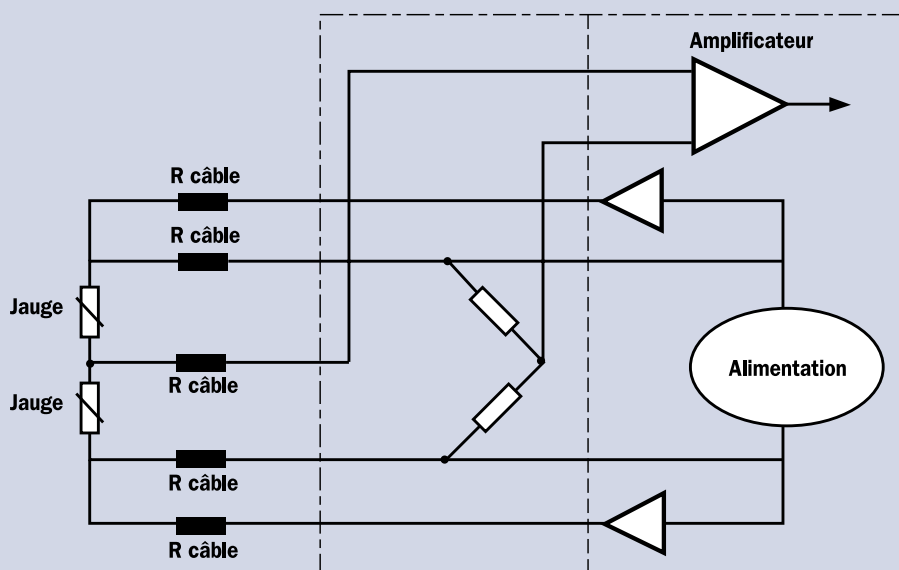 Amplificateur
R câble
R câble
Jauge
R câble
Alimentation
Jauge
R câble
R câble